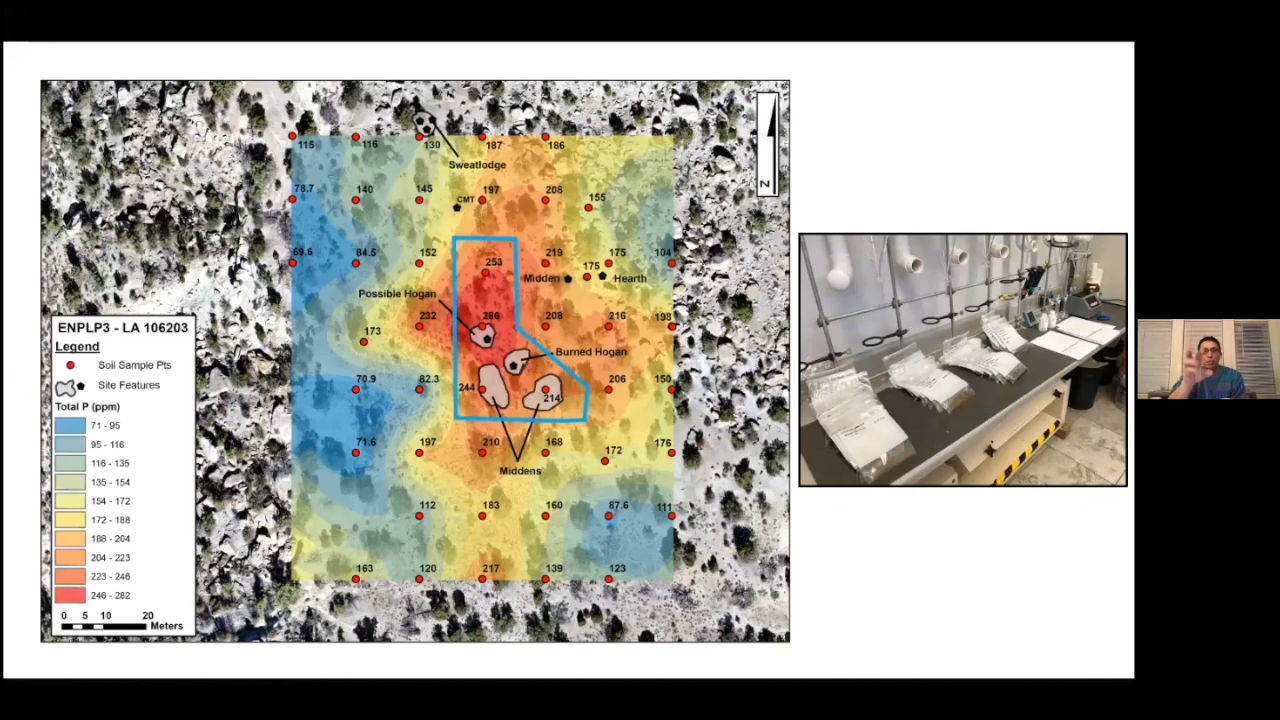 115 116 130 187 186
Sweatlodge
78.7 140 145 CMT 197 208 155
69.6 84.5 152 253 219 175 104
175
Midden Hearth
Possible Hogan
173 232 286 208 216 198
Burned Hogan
70.9 82.3 244 214 206 150
71.6 197 210 168 172 176
Middens
112 183 160 87.6 111
163 120 217 139 123
N
ENPLP3 - LA 106203
Legend
Soil Sample Pts
Site Features
Total P (ppm)
71 - 95
95 - 116
116 - 135
135 - 154
154 - 172
172 - 188
188 - 204
204 - 223
223 - 246
246 - 282
0 5 10 20
Meters